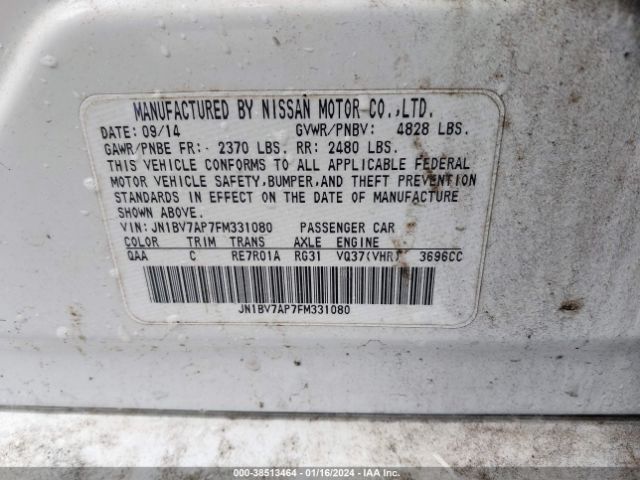 MANUFACTURED BY NISSAN MOTOR CO.,LTD.
DATE: 09/14 GVWR/PNBV: 4828 LBS.
GAWR/PNBE FR:- 2370 LBS. RR: 2480 LBS.
THIS VEHICLE CONFORMS TO ALL APPLICABLE FEDERAL
MOTOR VEHICLE SAFETY,BUMPER,AND THEFT PREVENTION
STANDARDS IN EFFECT ON THE DATE OF MANUFACTURE
SHOWN ABOVE.
VIN: JN1BV7AP7FM331080 PASSENGER CAR
COLOR TRIM TRANS AXLE ENGINE
QAA C RE7R01A RG31 VQ37(VHR) 3696CC
JN1BV7AP7FM331080
000-38513464 - 01/16/2024 - IAA Inc.